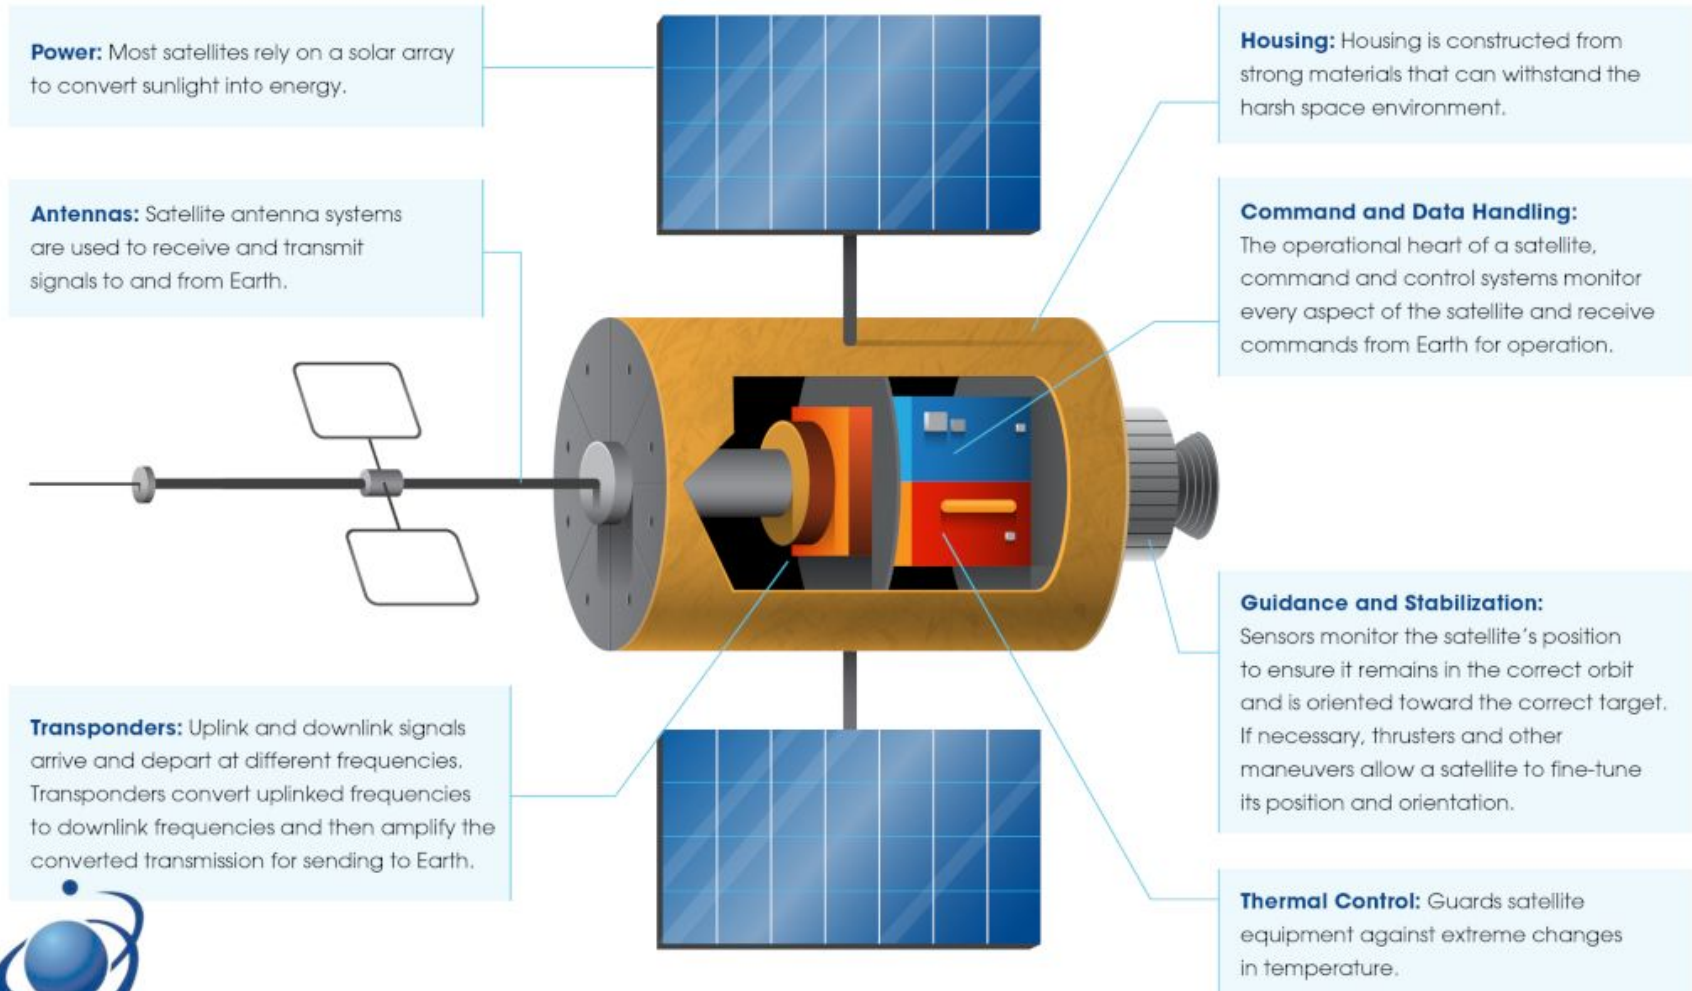 Power: Most satellites rely on a solar array
to convert sunlight into energy.
Antennas: Satellite antenna systems
are used to receive and transmit
signals to and from Earth.
Transponders: Uplink and downlink signals
arrive and depart at different frequencies.
Transponders convert uplinked frequencies
to downlink frequencies and then amplify the
converted transmission for sending to Earth.
Housing: Housing is constructed from
strong materials that can withstand the
harsh space environment.
Command and Data Handling:
The operational heart of a satellite,
command and control systems monitor
every aspect of the satellite and receive
commands from Earth for operation.
Guidance and Stabilization:
Sensors monitor the satellite's position
to ensure it remains in the correct orbit
and is oriented toward the correct target.
If necessary, thrusters and other
maneuvers allow a satellite to fine-tune
its position and orientation.
Thermal Control: Guards satellite
equipment against extreme changes
in temperature.